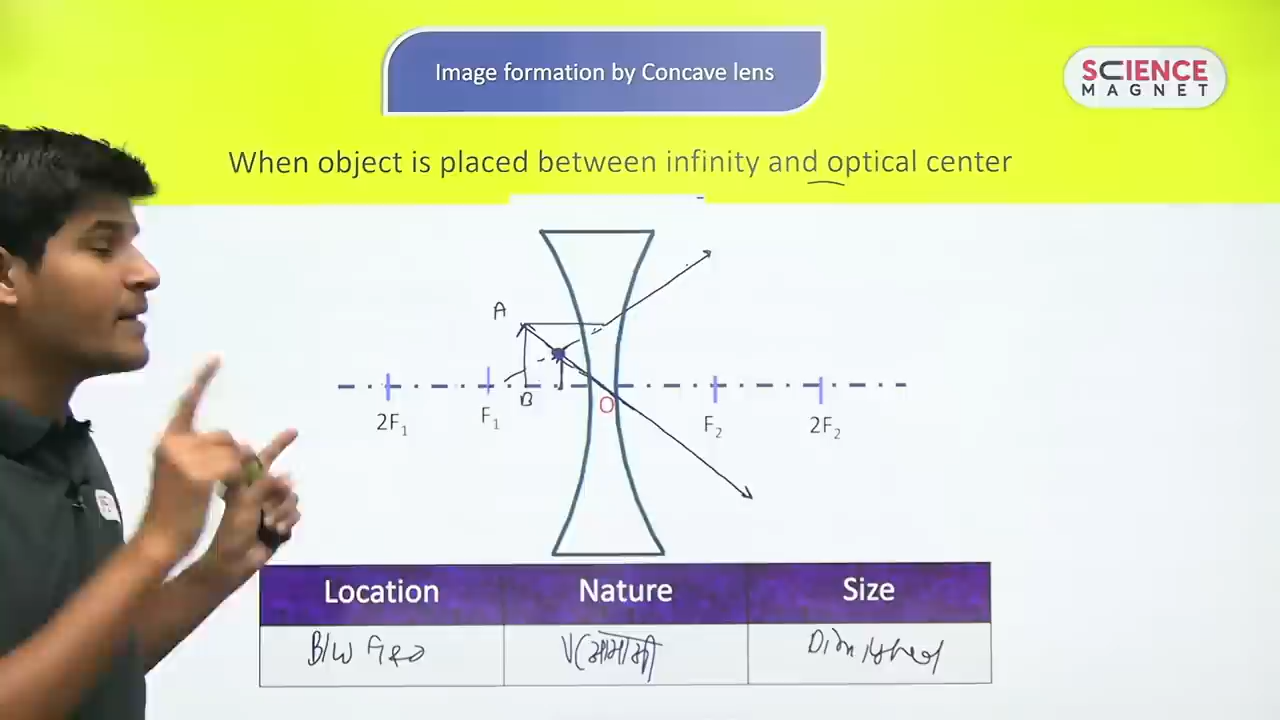 Image formation by Concave lens
SCIENCE
MAGNET
When object is placed between infinity and optical center
A
B
O
2F₁
F₁
F₂
2F₂
Location Nature Size
B/W F1 & O Diminished